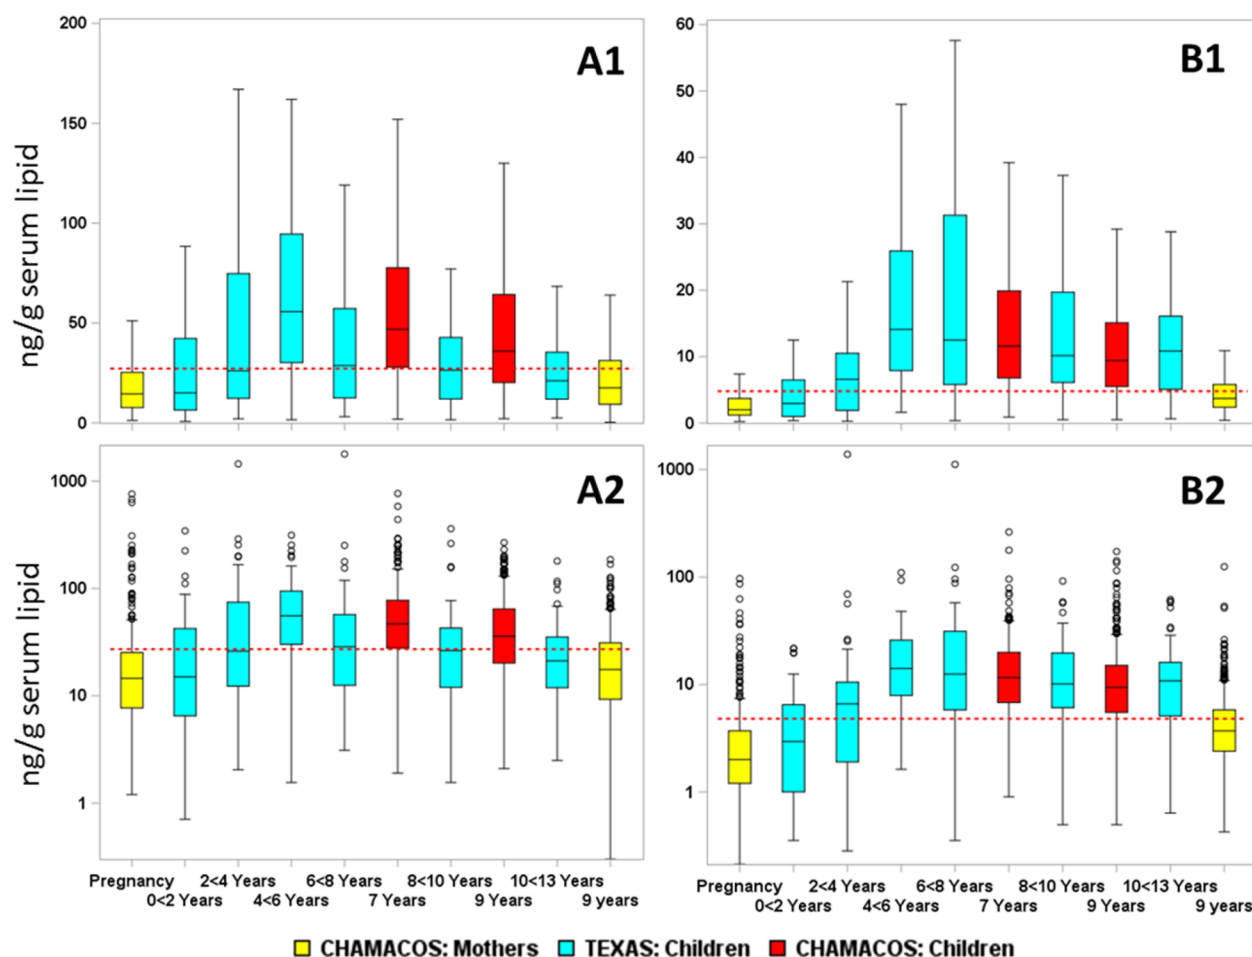 A1
200
150
100
50
0
ng/g serum lipid
B1
60
50
40
30
20
10
0
A2
1000
100
10
1
ng/g serum lipid
B2
1000
100
10
1
Pregnancy 2<4 Years 6<8 Years 8<10 Years 10<13 Years
0<2 Years 4<6 Years 7 Years 9 Years 9 years
Pregnancy 2<4 Years 6<8 Years 8<10 Years 10<13 Years
0<2 Years 4<6 Years 7 Years 9 Years 9 years
CHAMACOS: Mothers TEXAS: Children CHAMACOS: Children